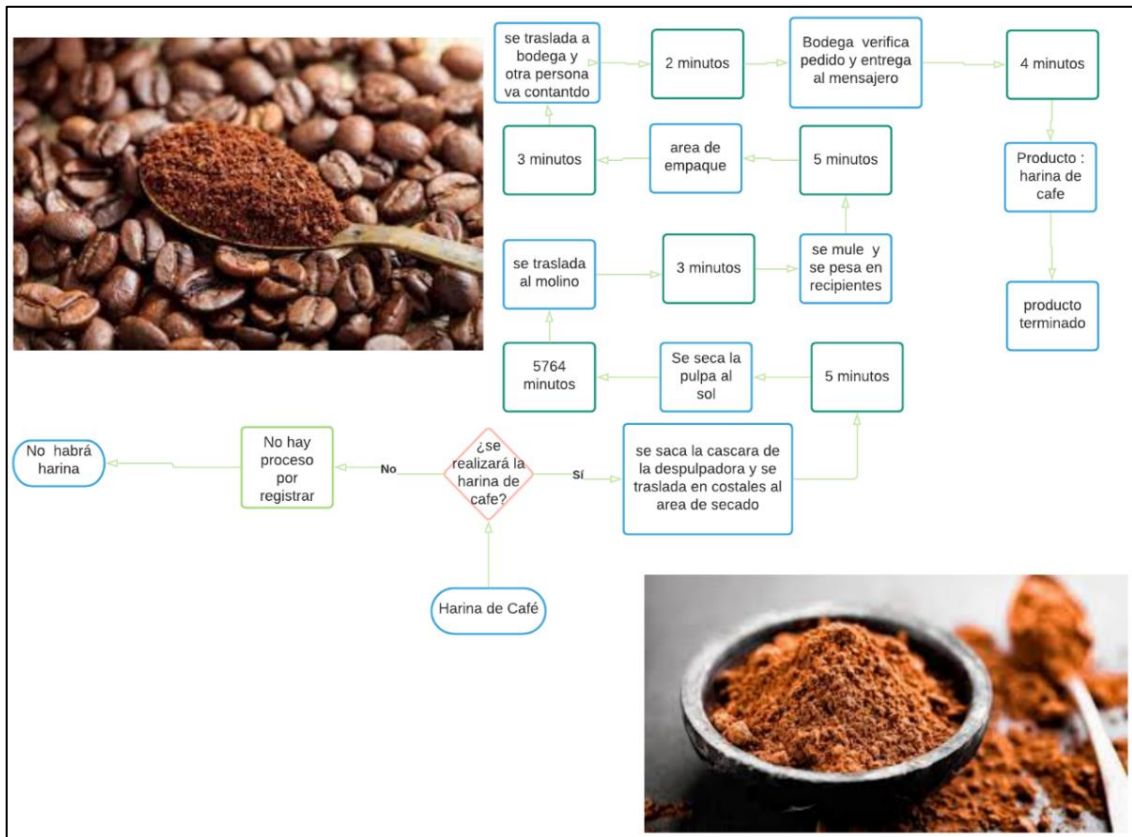 se traslada a
bodega y
otra persona
va contantdo
2 minutos
Bodega verifica
pedido y entrega
al mensajero
4 minutos
3 minutos
area de
empaque
5 minutos
Producto :
harina de
cafe
se traslada
al molino
3 minutos
se mule y
se pesa en
recipientes
producto
terminado
5764
minutos
Se seca la
pulpa al
sol
5 minutos
No habrá
harina
No hay
proceso
por
registrar
No
¿se
realizará la
harina de
cafe?
Sí
se saca la cascara de
la despulpadora y se
traslada en costales al
area de secado
Harina de Café